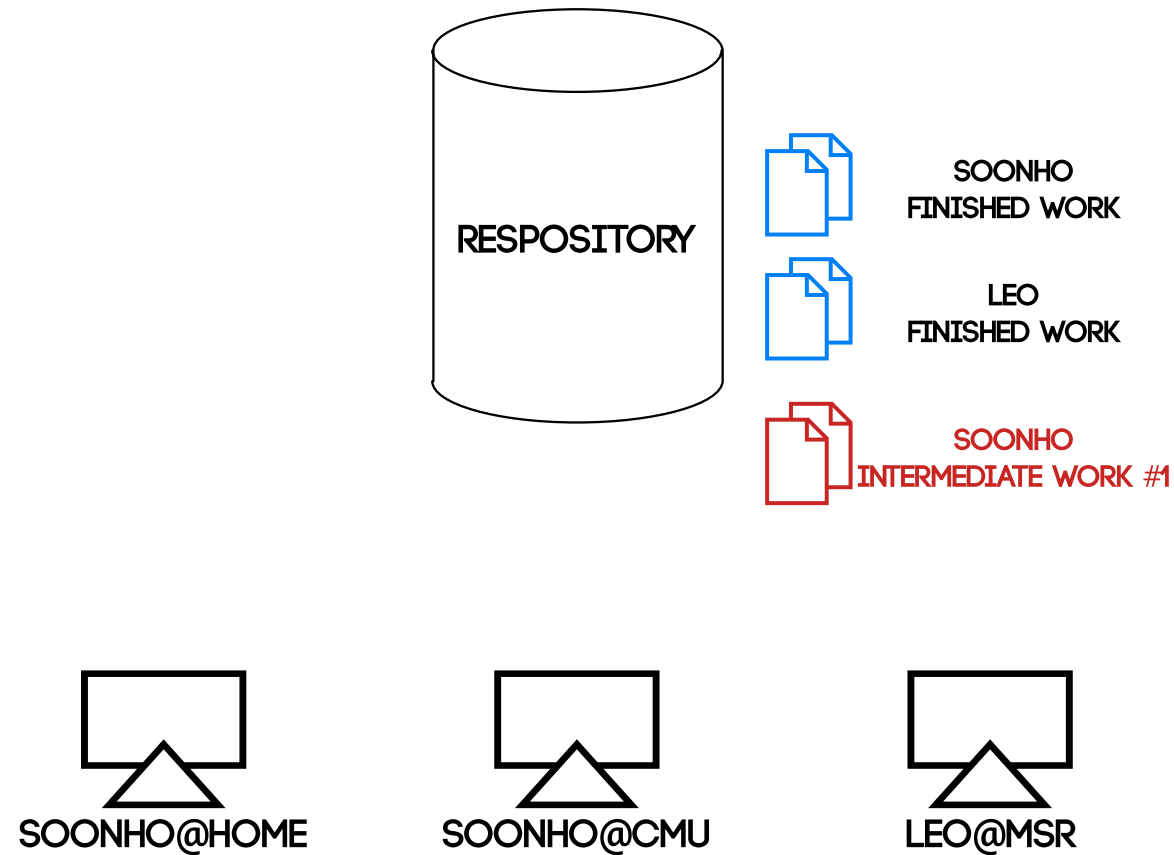 RESPOSITORY
SOONHO
FINISHED WORK
LEO
FINISHED WORK
SOONHO
INTERMEDIATE WORK #1
SOONHO@HOME
SOONHO@CMU
LEO@MSR